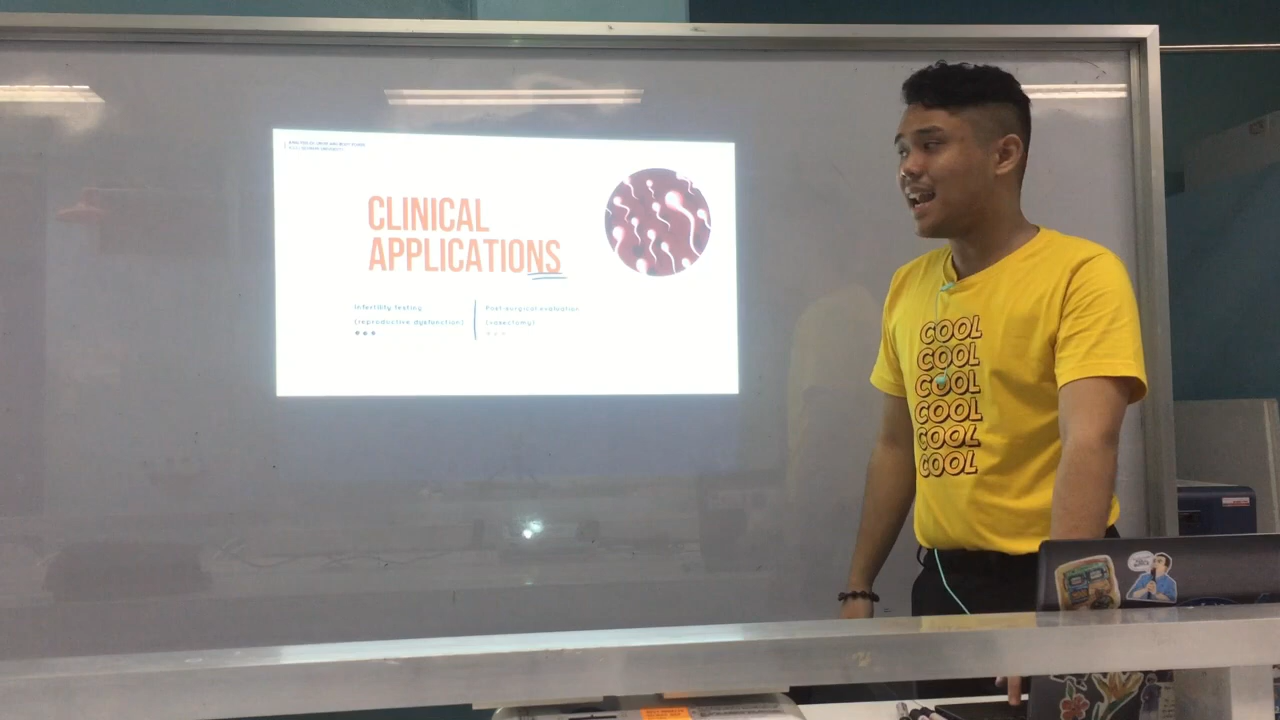 CLINICAL
APPLICATIONS
Infertility testing
(reproductive dysfunction)
Post-surgical evaluation
(vasectomy)
COOL
COOL
COOL
COOL
COOL
COOL